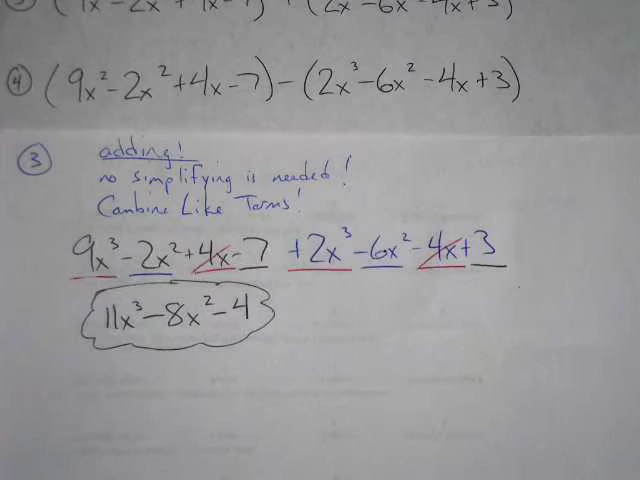 ④ (9x² - 2x² + 4x - 7) - (2x³ - 6x² - 4x + 3)
③ adding!
no simplifying is needed!
Combine Like Terms!
9x³ - 2x² + 4x - 7 + 2x³ - 6x² - 4x + 3
11x³ - 8x² - 4